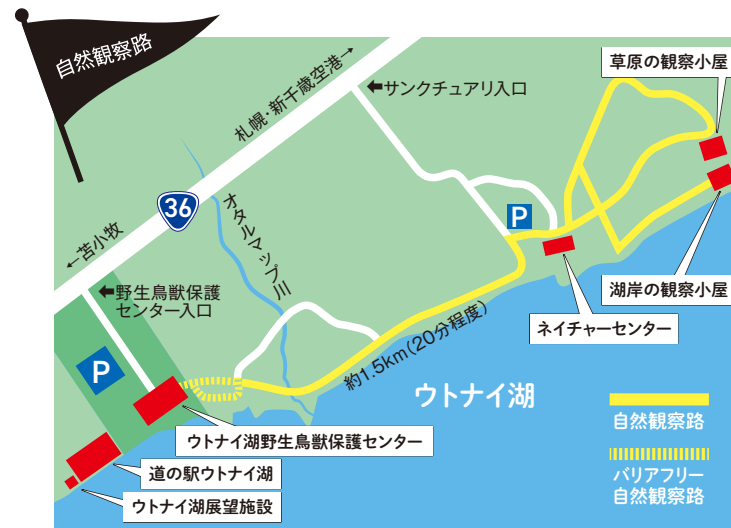 自然観察路
札幌・新千歳空港→
←サンクチュアリ入口
草原の観察小屋
36
オタルマップ川
←苫小牧
P
←野生鳥獣保護
センター入口
湖岸の観察小屋
ネイチャーセンター
約1.5km(20分程度)
P
ウトナイ湖
自然観察路
ウトナイ湖野生鳥獣保護センター
道の駅ウトナイ湖
バリアフリー
自然観察路
ウトナイ湖展望施設